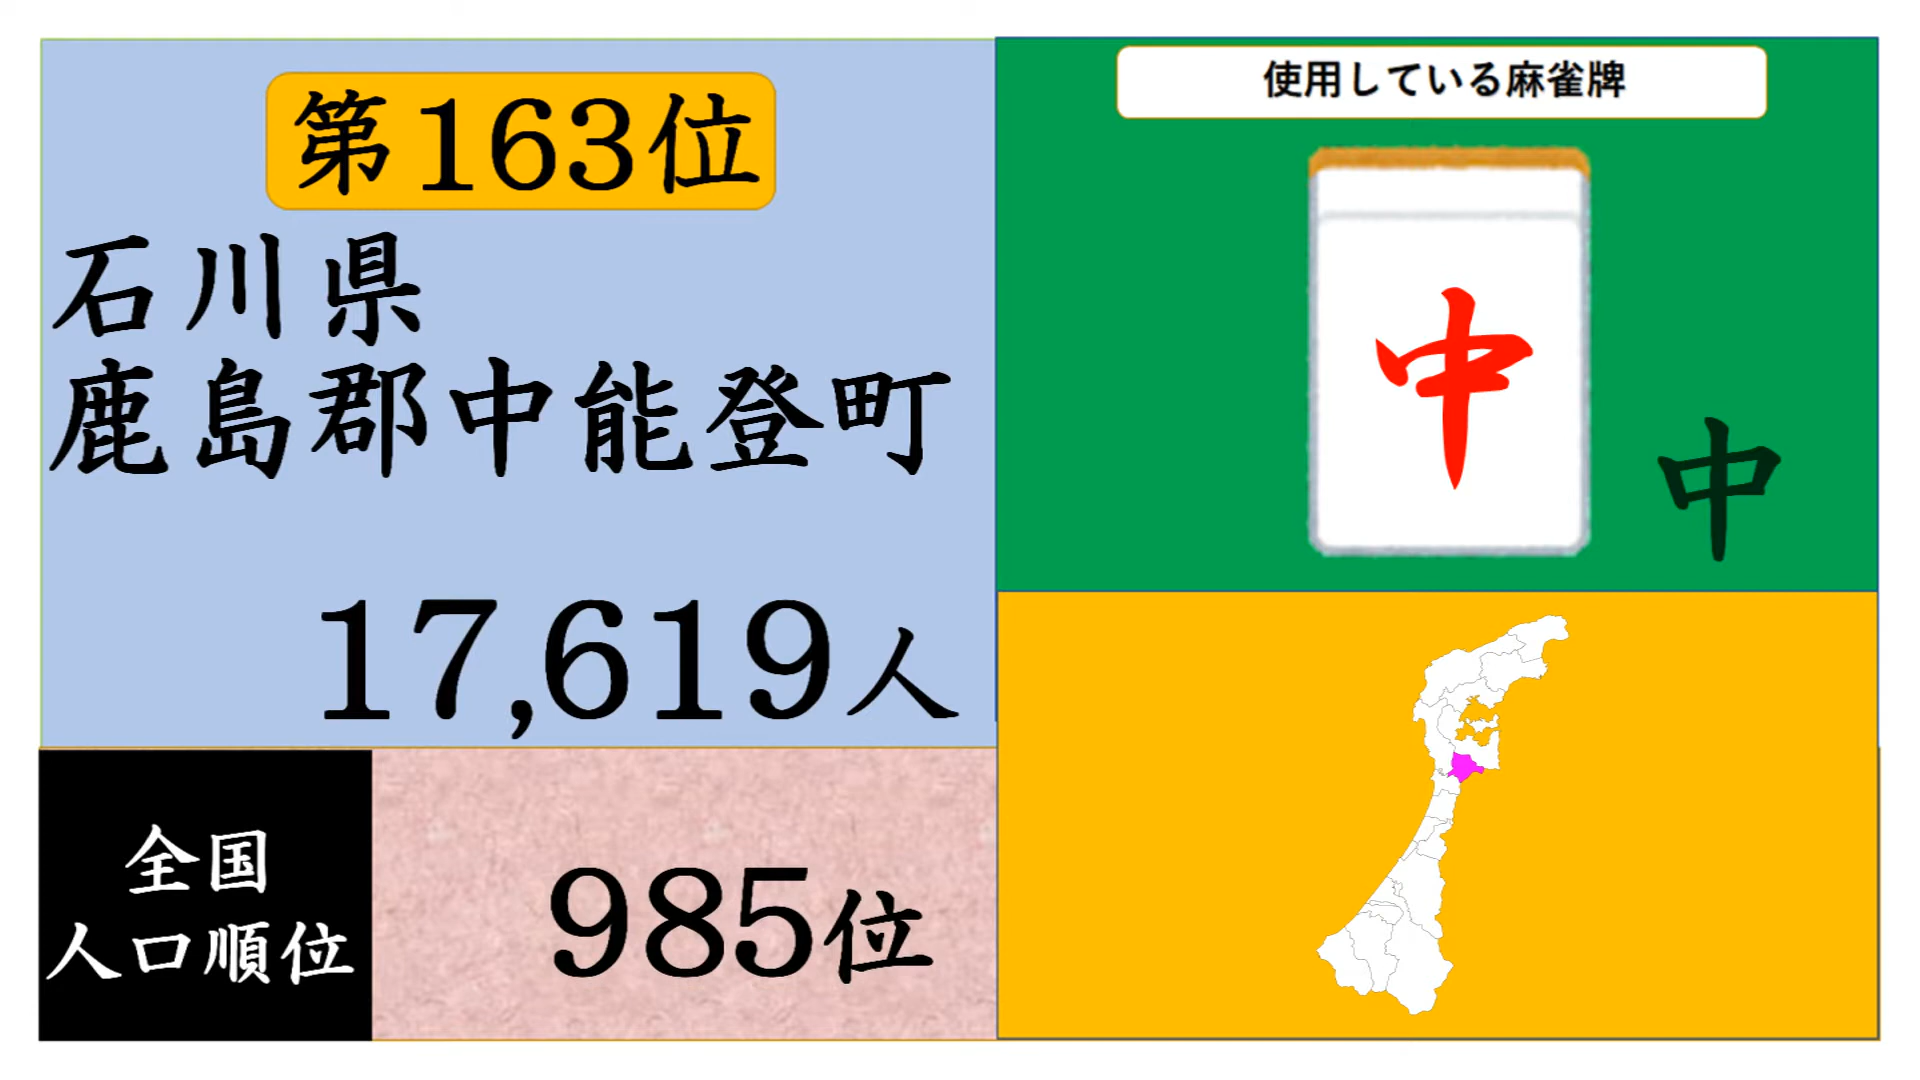 第163位
石川県
鹿島郡中能登町
17,619人
全国
人口順位
985位
使用している麻雀牌
中
中